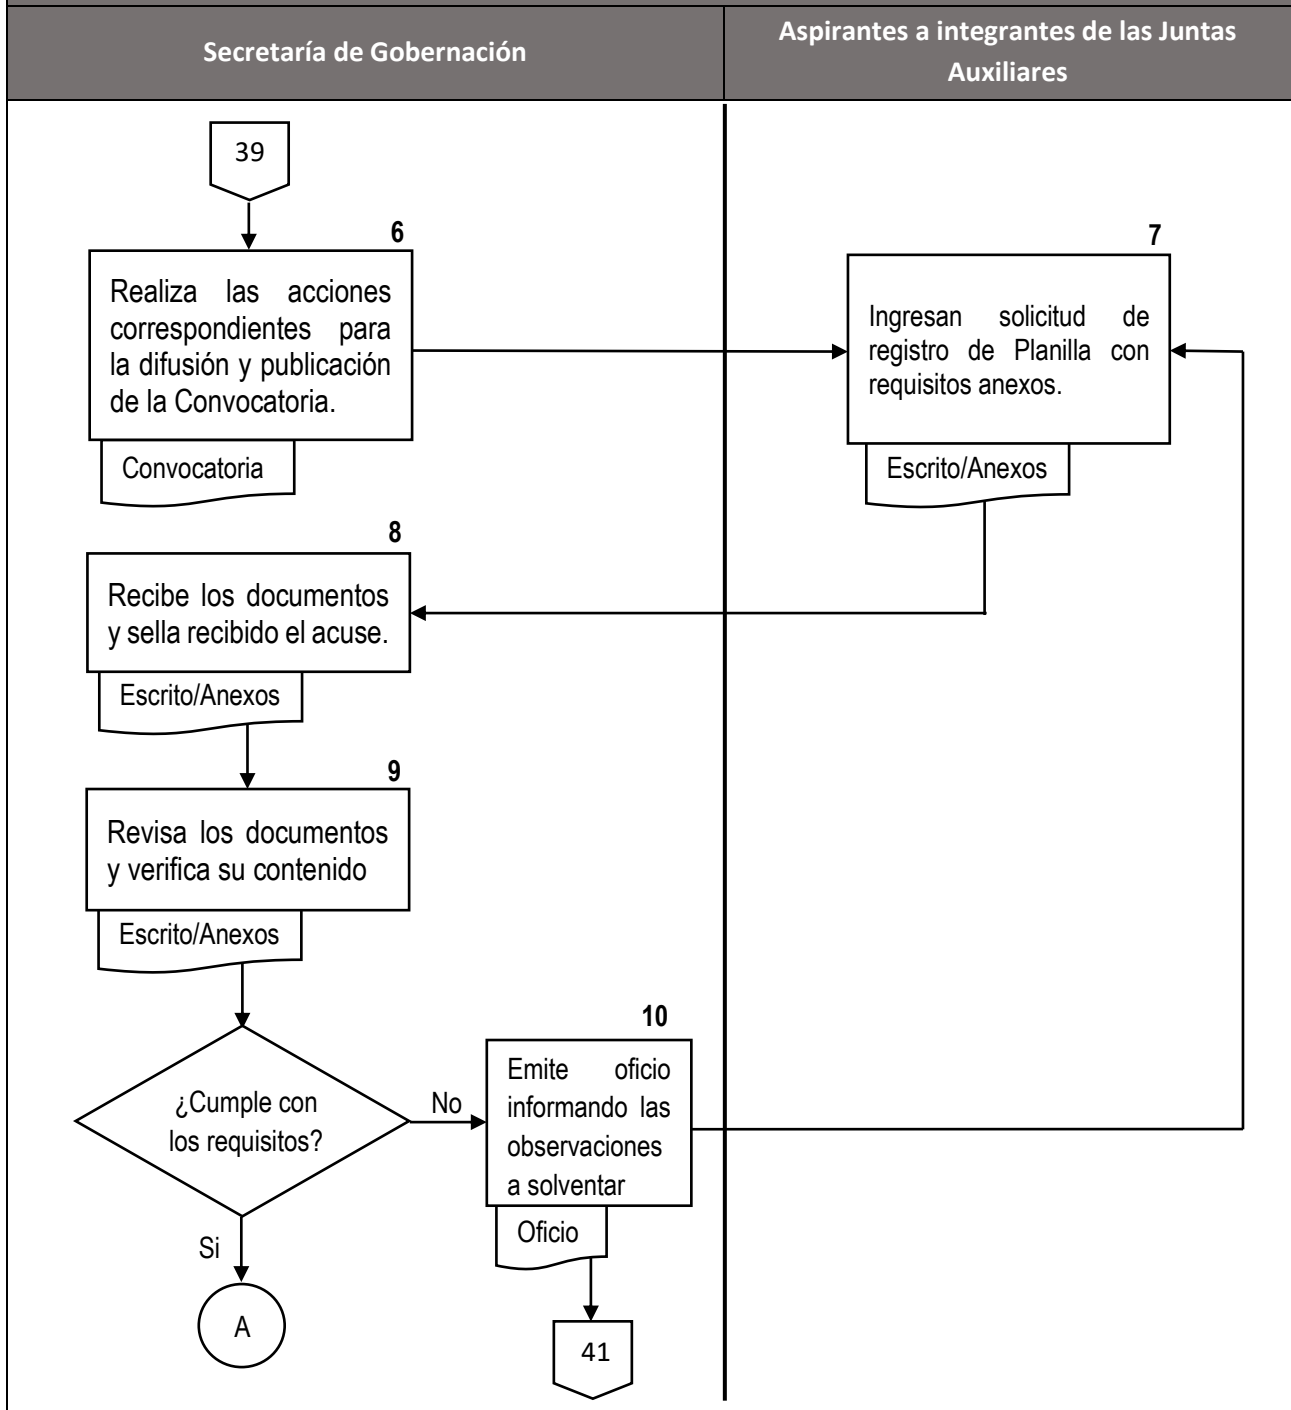 Secretaría de Gobernación
Aspirantes a integrantes de las Juntas
Auxiliares
39
6
Realiza las acciones
correspondientes para
la difusión y publicación
de la Convocatoria.
Convocatoria
7
Ingresan solicitud de
registro de Planilla con
requisitos anexos.
Escrito/Anexos
8
Recibe los documentos
y sella recibido el acuse.
Escrito/Anexos
9
Revisa los documentos
y verifica su contenido
Escrito/Anexos
¿Cumple con
los requisitos?
No
10
Emite oficio
informando las
observaciones
a solventar
Oficio
Si
A
41